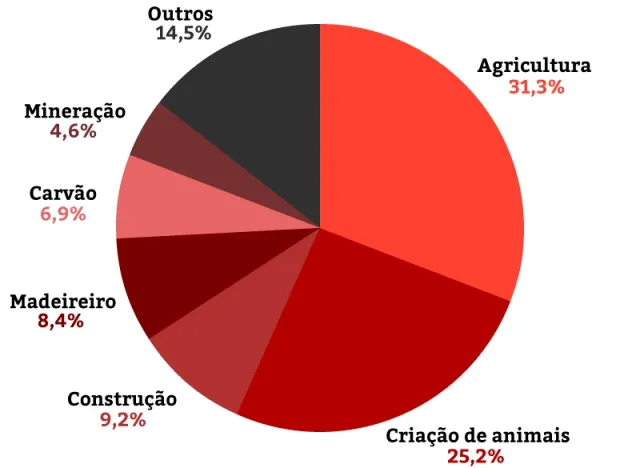 Outros
14,5%
Agricultura
31,3%
Mineração
4,6%
Carvão
6,9%
Madeireiro
8,4%
Construção
9,2%
Criação de animais
25,2%